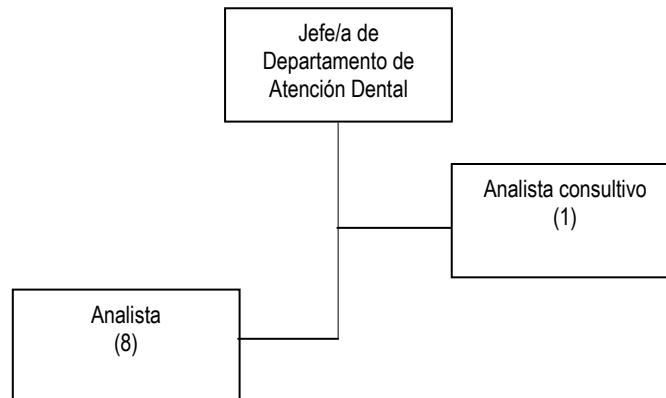 Jefe/a de
Departamento de
Atención Dental
Analista consultivo
(1)
Analista
(8)